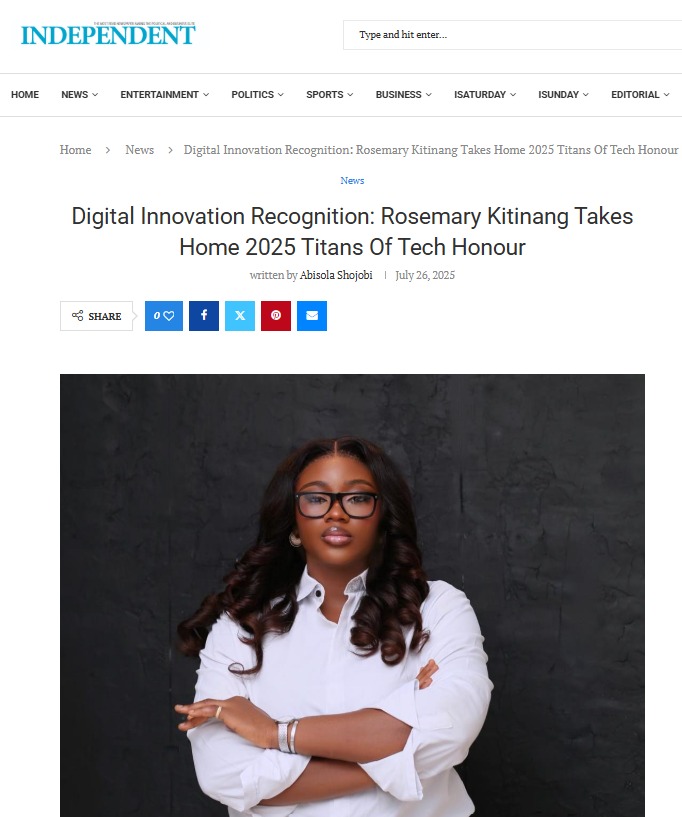 INDEPENDENT
Type and hit enter...
HOME NEWS ENTERTAINMENT POLITICS SPORTS BUSINESS ISATURDAY ISUNDAY EDITORIAL
Home > News > Digital Innovation Recognition: Rosemary Kitinang Takes Home 2025 Titans Of Tech Honour
News
Digital Innovation Recognition: Rosemary Kitinang Takes
Home 2025 Titans Of Tech Honour
written by Abisola Shojobi | July 26, 2025
SHARE 0